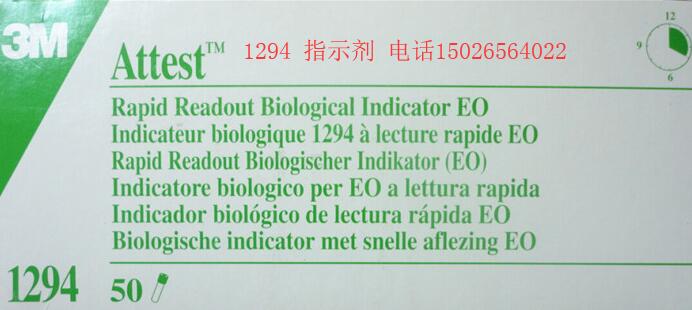 3M
Attest™ 1294 指示剂 电话15026564022
12
9
6
Rapid Readout Biological Indicator EO
Indicateur biologique 1294 à lecture rapide EO
Rapid Readout Biologischer Indikator (EO)
Indicatore biologico per EO a lettura rapida
Indicador biológico de lectura rápida EO
Biologische indicator met snelle aflezing EO
1294 50